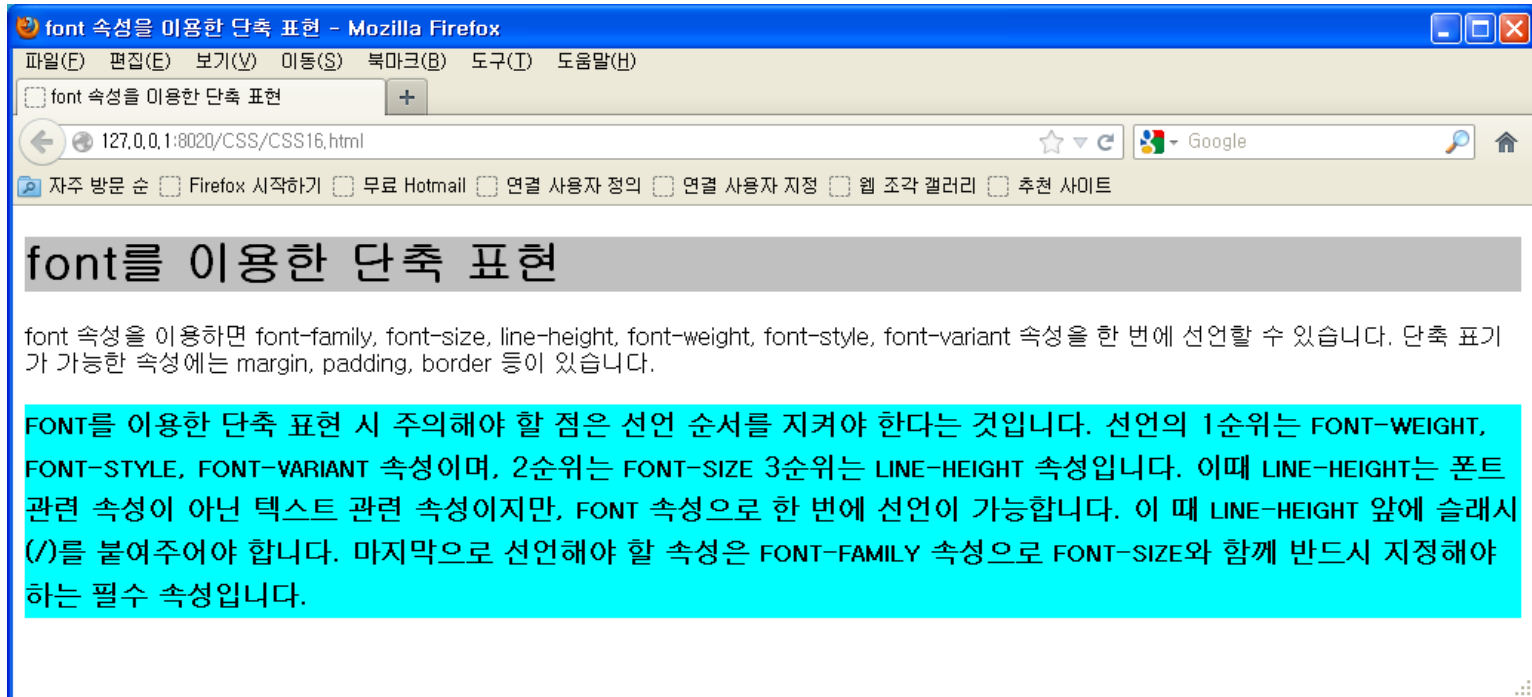 font 속성을 이용한 단축 표현 - Mozilla Firefox
파일(F) 편집(E) 보기(V) 이동(S) 북마크(B) 도구(T) 도움말(H)
font 속성을 이용한 단축 표현 +
127.0.0.1:8020/CSS/CSS16.html Google
자주 방문 순 Firefox 시작하기 무료 Hotmail 연결 사용자 정의 연결 사용자 지정 웹 조각 갤러리 추천 사이트
font를 이용한 단축 표현
font 속성을 이용하면 font-family, font-size, line-height, font-weight, font-style, font-variant 속성을 한 번에 선언할 수 있습니다. 단축 표기
가 가능한 속성에는 margin, padding, border 등이 있습니다.
FONT를 이용한 단축 표현 시 주의해야 할 점은 선언 순서를 지켜야 한다는 것입니다. 선언의 1순위는 FONT-WEIGHT,
FONT-STYLE, FONT-VARIANT 속성이며, 2순위는 FONT-SIZE 3순위는 LINE-HEIGHT 속성입니다. 이때 LINE-HEIGHT는 폰트
관련 속성이 아닌 텍스트 관련 속성이지만, FONT 속성으로 한 번에 선언이 가능합니다. 이 때 LINE-HEIGHT 앞에 슬래시
(/)를 붙여주어야 합니다. 마지막으로 선언해야 할 속성은 FONT-FAMILY 속성으로 FONT-SIZE와 함께 반드시 지정해야
하는 필수 속성입니다.